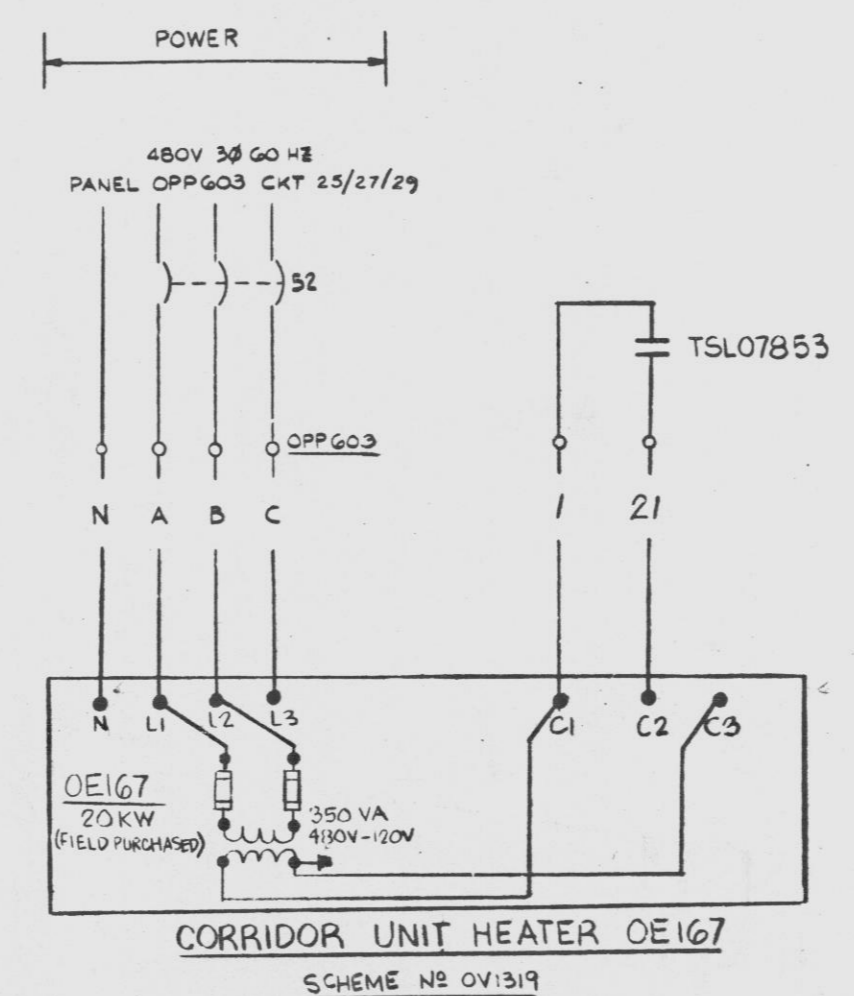 POWER
480V 3Ø 60 HZ
PANEL OPP603 CKT 25/27/29
52
TSL07853
OPP603
N A B C
1 21
N L1 L2 L3 C1 C2 C3
OE167
20KW
(FIELD PURCHASED)
350 VA
480V-120V
CORRIDOR UNIT HEATER OE167
SCHEME Nº OV1319